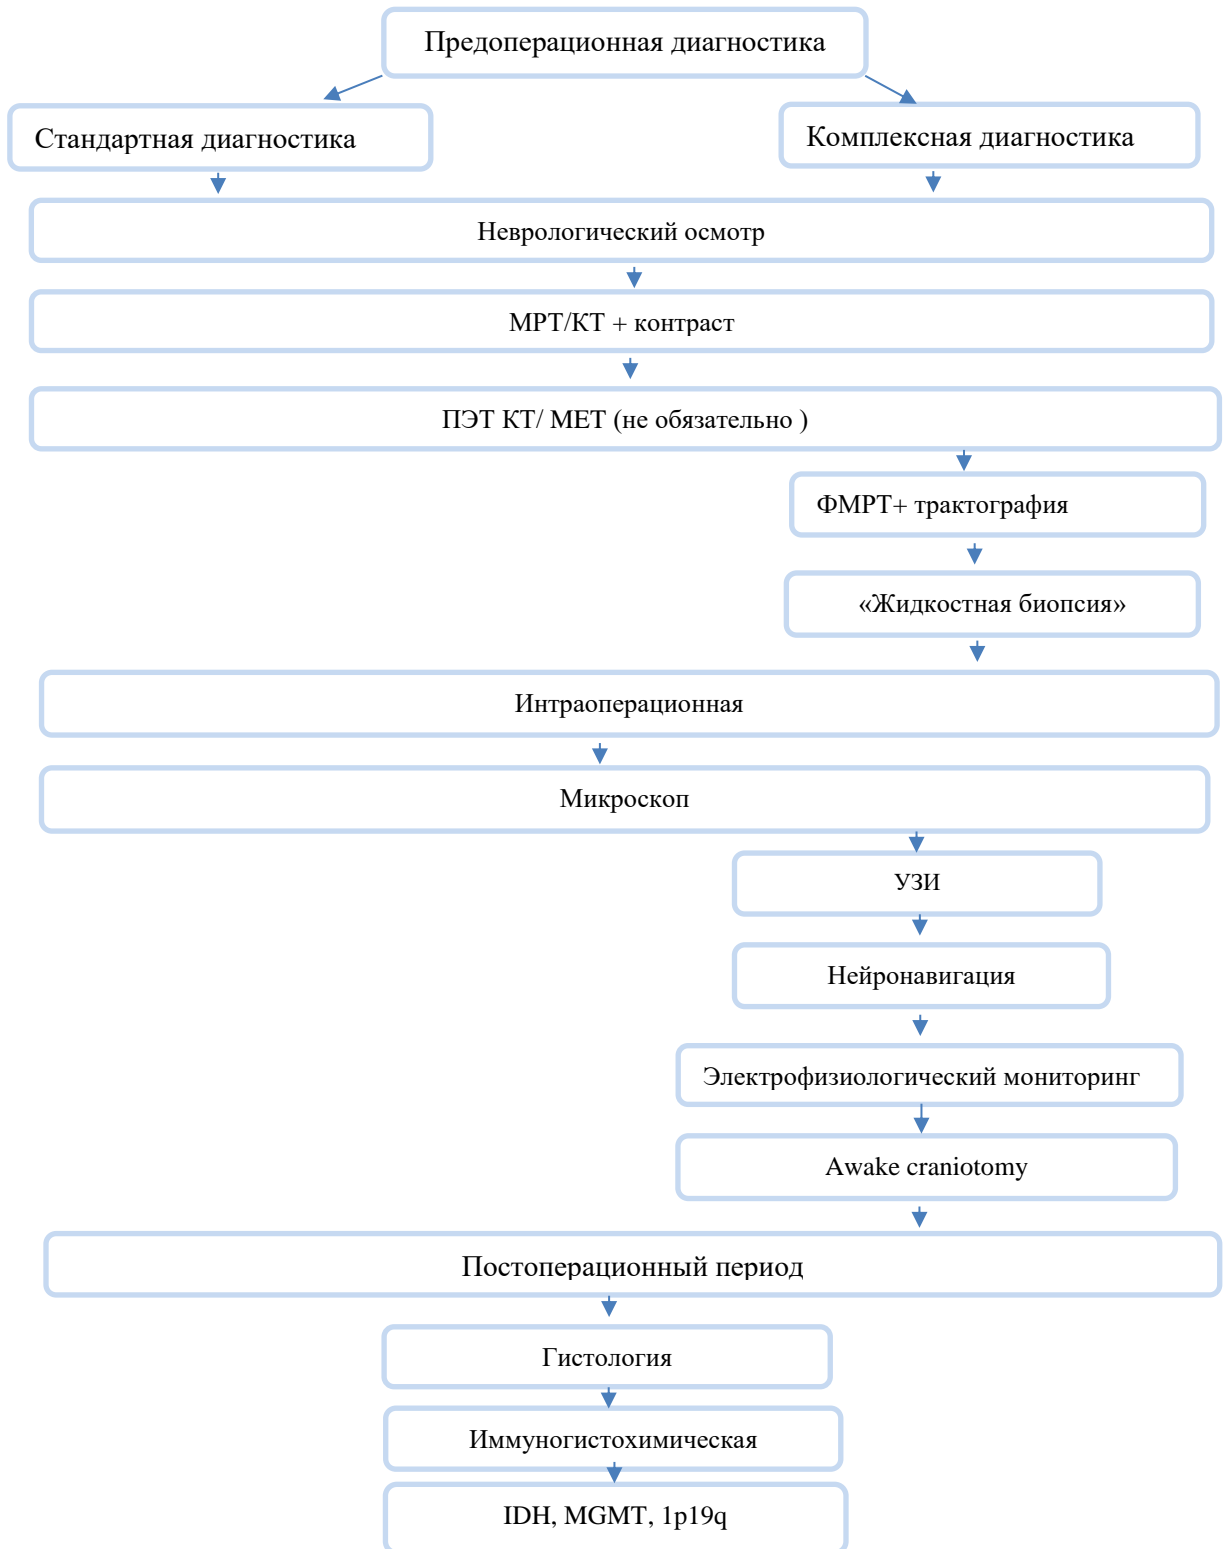 Предоперационная диагностика
Стандартная диагностика
Комплексная диагностика
Неврологический осмотр
МРТ/КТ + контраст
ПЭТ КТ/ МЕТ (не обязательно )
ФМРТ+ трактография
«Жидкостная биопсия»
Интраоперационная
Микроскоп
УЗИ
Нейронавигация
Электрофизиологический мониторинг
Awake craniotomy
Постоперационный период
Гистология
Иммуногистохимическая
IDH, MGMT, 1p19q